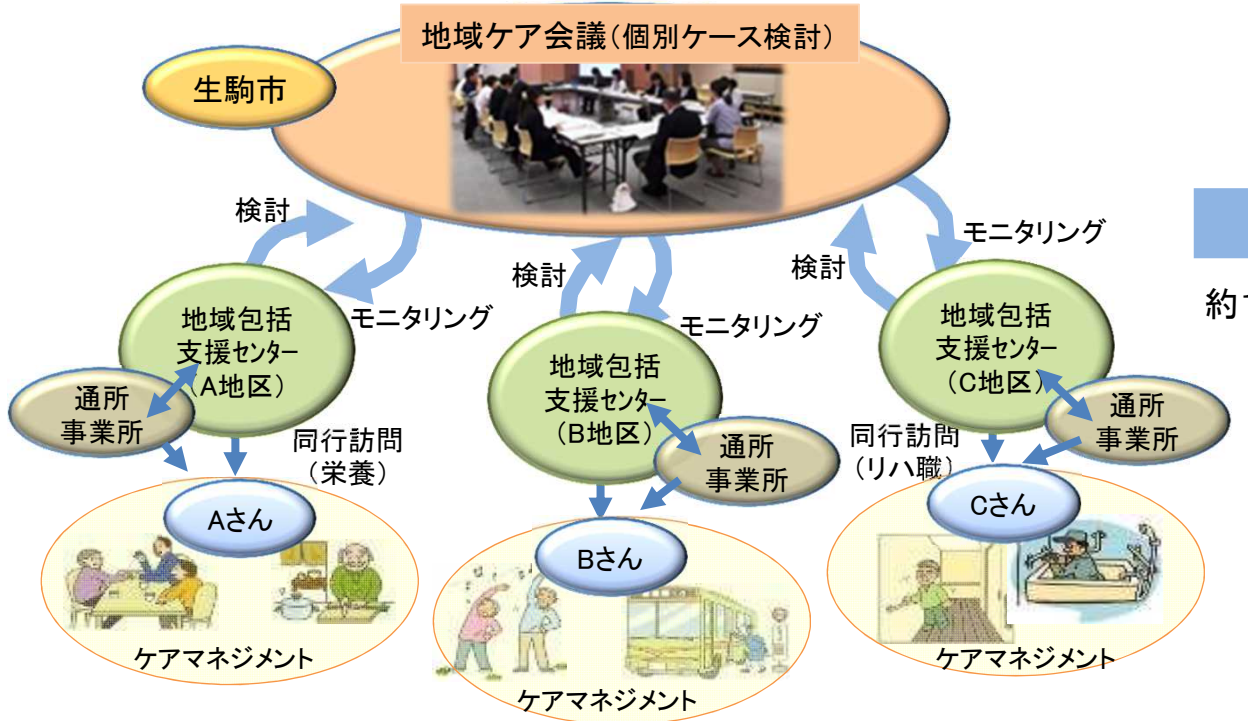 地域ケア会議（個別ケース検討）
生駒市
検討
モニタリング
検討
モニタリング
検討
モニタリング
地域包括
支援センター
（A地区）
通所
事業所
同行訪問
（栄養）
Aさん
ケアマネジメント
地域包括
支援センター
（B地区）
通所
事業所
Bさん
ケアマネジメント
地域包括
支援センター
（C地区）
通所
事業所
同行訪問
（リハ職）
Cさん
ケアマネジメント
約